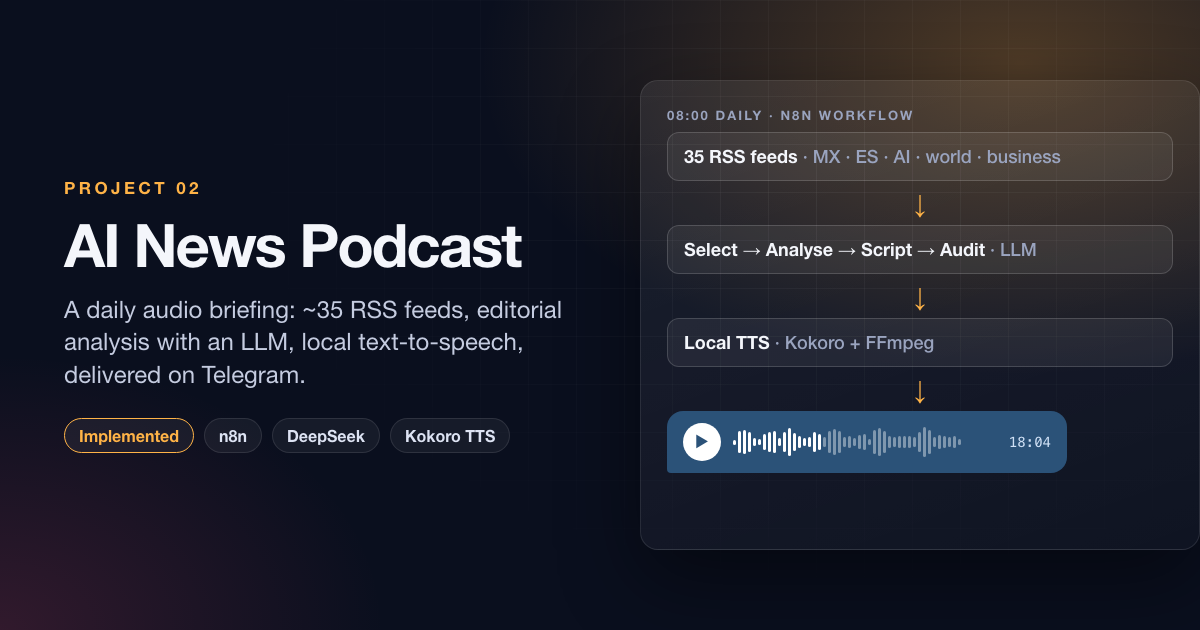 PROJECT 02
AI News Podcast
A daily audio briefing: ~35 RSS feeds, editorial
analysis with an LLM, local text-to-speech,
delivered on Telegram.
Implemented
n8n
DeepSeek
Kokoro TTS
08:00 DAILY · N8N WORKFLOW
35 RSS feeds · MX · ES · AI · world · business
↓
Select → Analyse → Script → Audit · LLM
↓
Local TTS · Kokoro + FFmpeg
↓
18:04